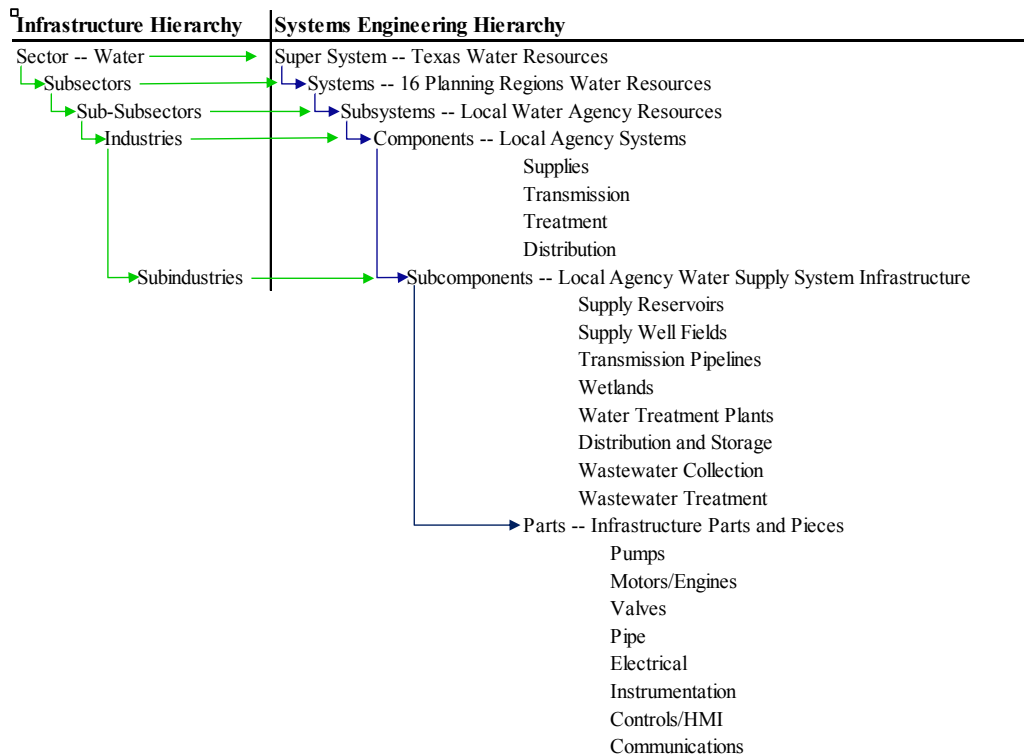 Infrastructure Hierarchy Systems Engineering Hierarchy
Sector -- Water Super System -- Texas Water Resources
Subsectors Systems -- 16 Planning Regions Water Resources
Sub-Subsectors Subsystems -- Local Water Agency Resources
Industries Components -- Local Agency Systems
Supplies
Transmission
Treatment
Distribution
Subindustries Subcomponents -- Local Agency Water Supply System Infrastructure
Supply Reservoirs
Supply Well Fields
Transmission Pipelines
Wetlands
Water Treatment Plants
Distribution and Storage
Wastewater Collection
Wastewater Treatment
Parts -- Infrastructure Parts and Pieces
Pumps
Motors/Engines
Valves
Pipe
Electrical
Instrumentation
Controls/HMI
Communications